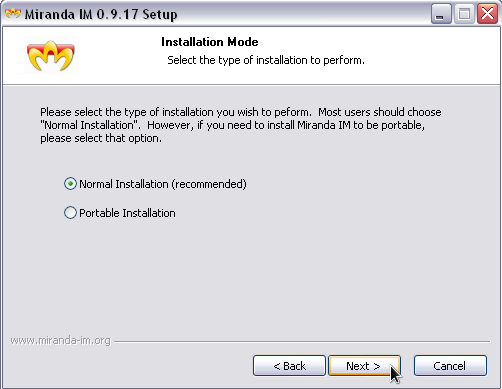 Miranda IM 0.9.17 Setup
Installation Mode
Select the type of installation to perform.
Please select the type of installation you wish to peform.  Most users should choose
"Normal Installation".  However, if you need to install Miranda IM to be portable,
please select that option.
Normal Installation (recommended)
Portable Installation
www.miranda-im.org
< Back
Next >
Cancel